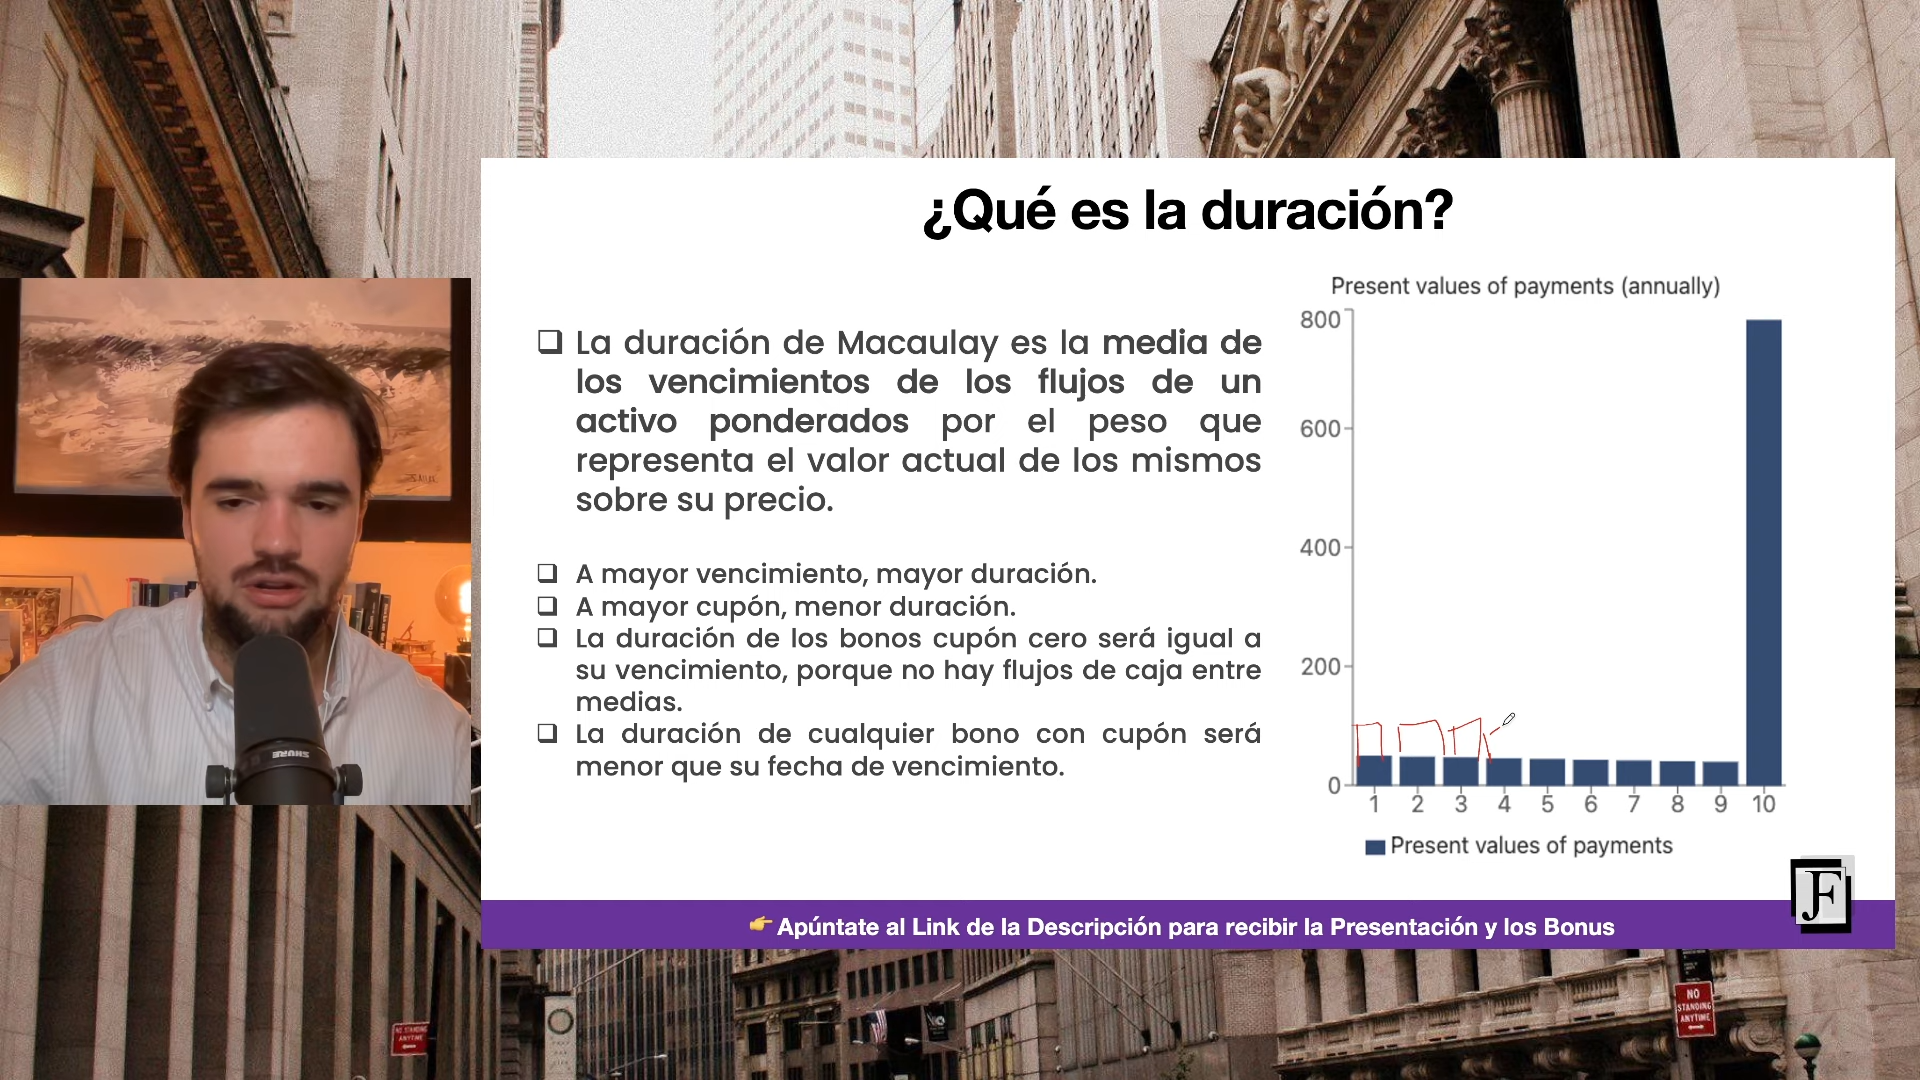 ¿Qué es la duración?
Present values of payments (annually)
❑ La duración de Macaulay es la media de
los vencimientos de los flujos de un
activo ponderados por el peso que
representa el valor actual de los mismos
sobre su precio.
❑ A mayor vencimiento, mayor duración.
❑ A mayor cupón, menor duración.
❑ La duración de los bonos cupón cero será igual a
su vencimiento, porque no hay flujos de caja entre
medias.
❑ La duración de cualquier bono con cupón será
menor que su fecha de vencimiento.
800
600
400
200
0
1 2 3 4 5 6 7 8 9 10
Present values of payments
JF
👉 Apúntate al Link de la Descripción para recibir la Presentación y los Bonus
SHURE
NO STANDING ANYTIME
NO
STANDING
ANYTIME